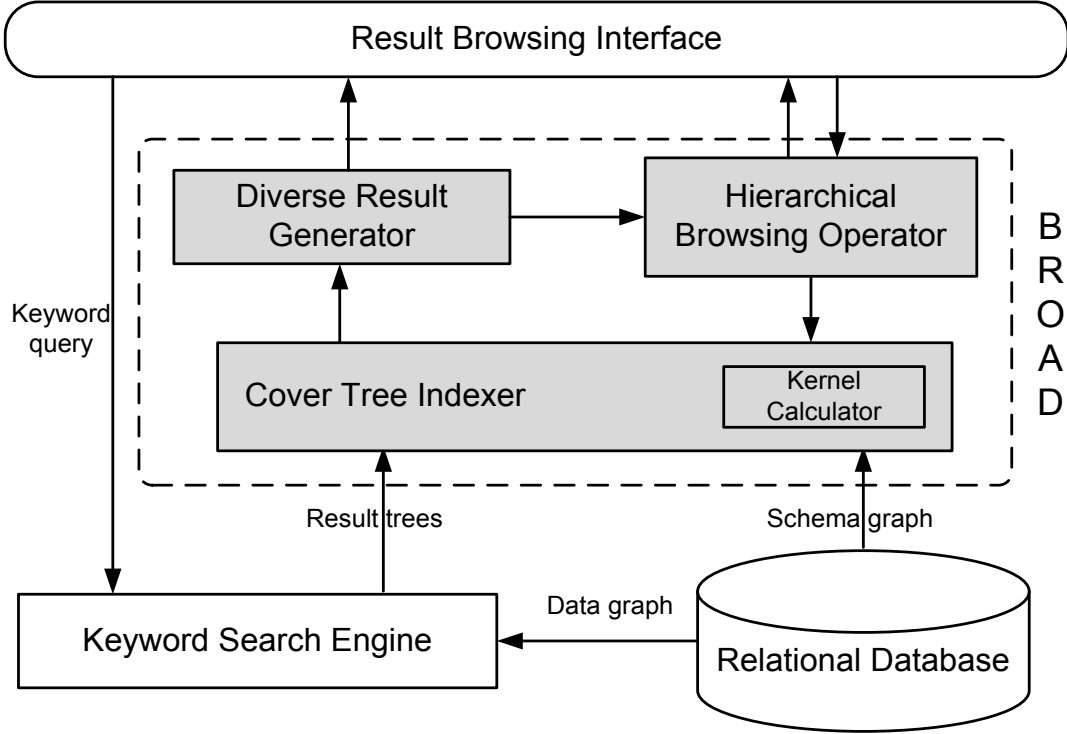 Result Browsing Interface
Diverse Result
Generator
Hierarchical
Browsing Operator
B
R
O
A
D
Keyword
query
Cover Tree Indexer
Kernel
Calculator
Result trees
Schema graph
Data graph
Keyword Search Engine
Relational Database